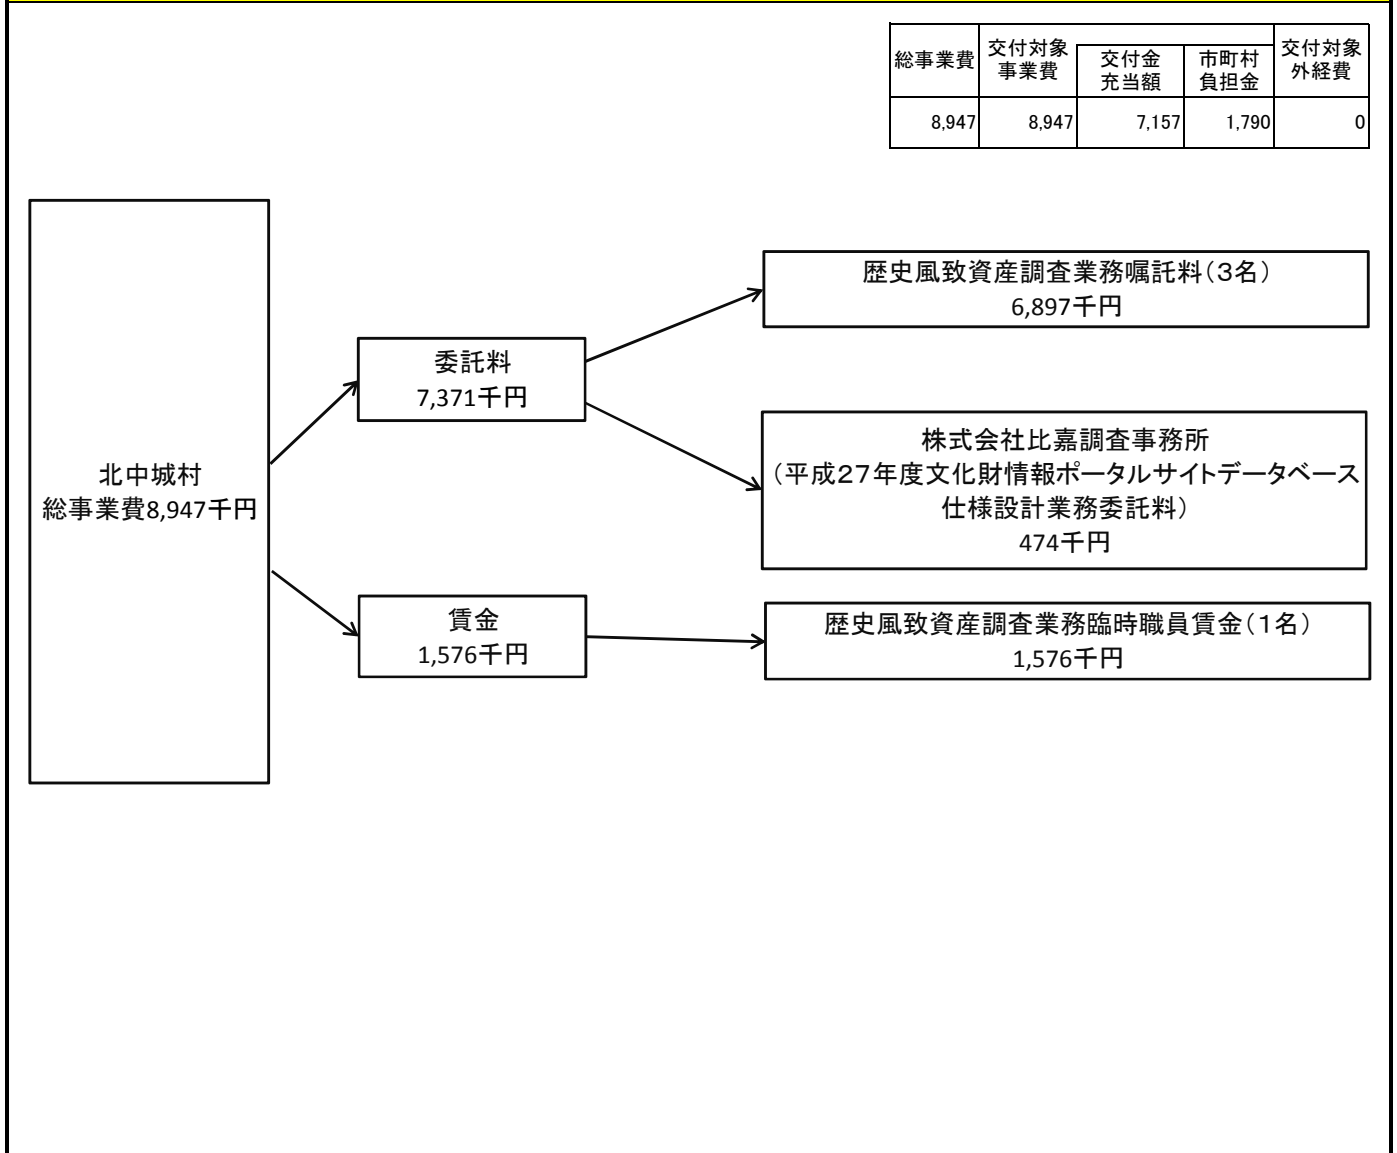 総事業費
交付対象
事業費
交付金
充当額
市町村
負担金
交付対象
外経費
8,947
8,947
7,157
1,790
0
北中城村
総事業費8,947千円
委託料
7,371千円
賃金
1,576千円
歴史風致資産調査業務嘱託料(3名)
6,897千円
株式会社比嘉調査事務所
(平成27年度文化財情報ポータルサイトデータベース
仕様設計業務委託料)
474千円
歴史風致資産調査業務臨時職員賃金(1名)
1,576千円